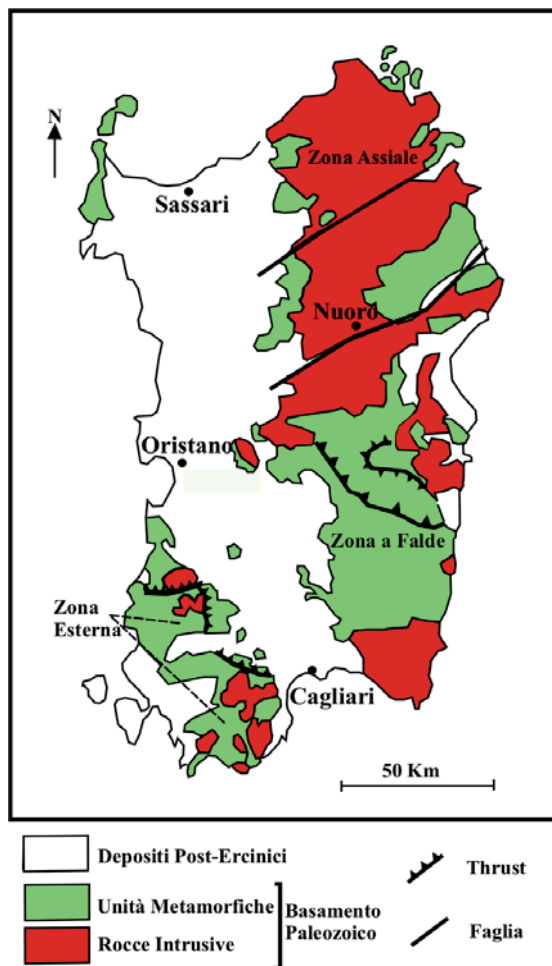 N
Zona Assiale
Sassari
Nuoro
Oristano
Zona a Falde
Zona
Esterna
Cagliari
50 Km
Depositi Post-Ercinici
Unità Metamorfiche
Rocce Intrusive
Basamento
Paleozoico
Thrust
Faglia